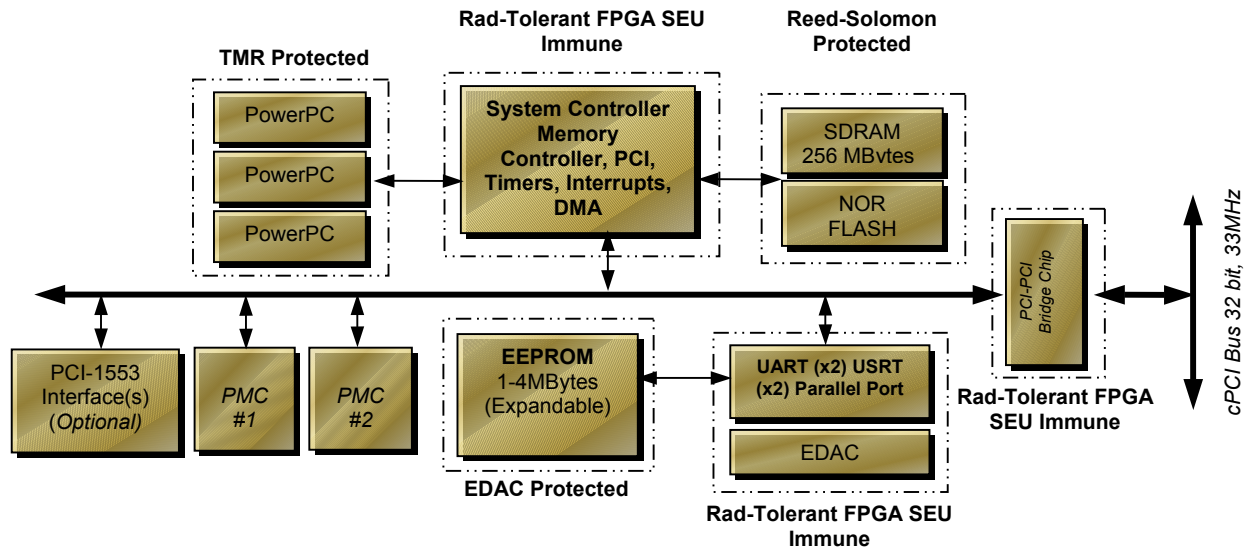 Rad-Tolerant FPGA SEU
Immune
Reed-Solomon
Protected
TMR Protected
PowerPC
PowerPC
PowerPC
System Controller
Memory
Controller, PCI,
Timers, Interrupts,
DMA
SDRAM
256 MBytes
NOR
FLASH
PCI-PCI
Bridge Chip
Rad-Tolerant FPGA
SEU Immune
cPCI Bus 32 bit, 33MHz
PCI-1553
Interface(s)
(Optional)
PMC
#1
PMC
#2
EEPROM
1-4MBytes
(Expandable)
EDAC Protected
UART (x2) USRT
(x2) Parallel Port
EDAC
Rad-Tolerant FPGA SEU
Immune